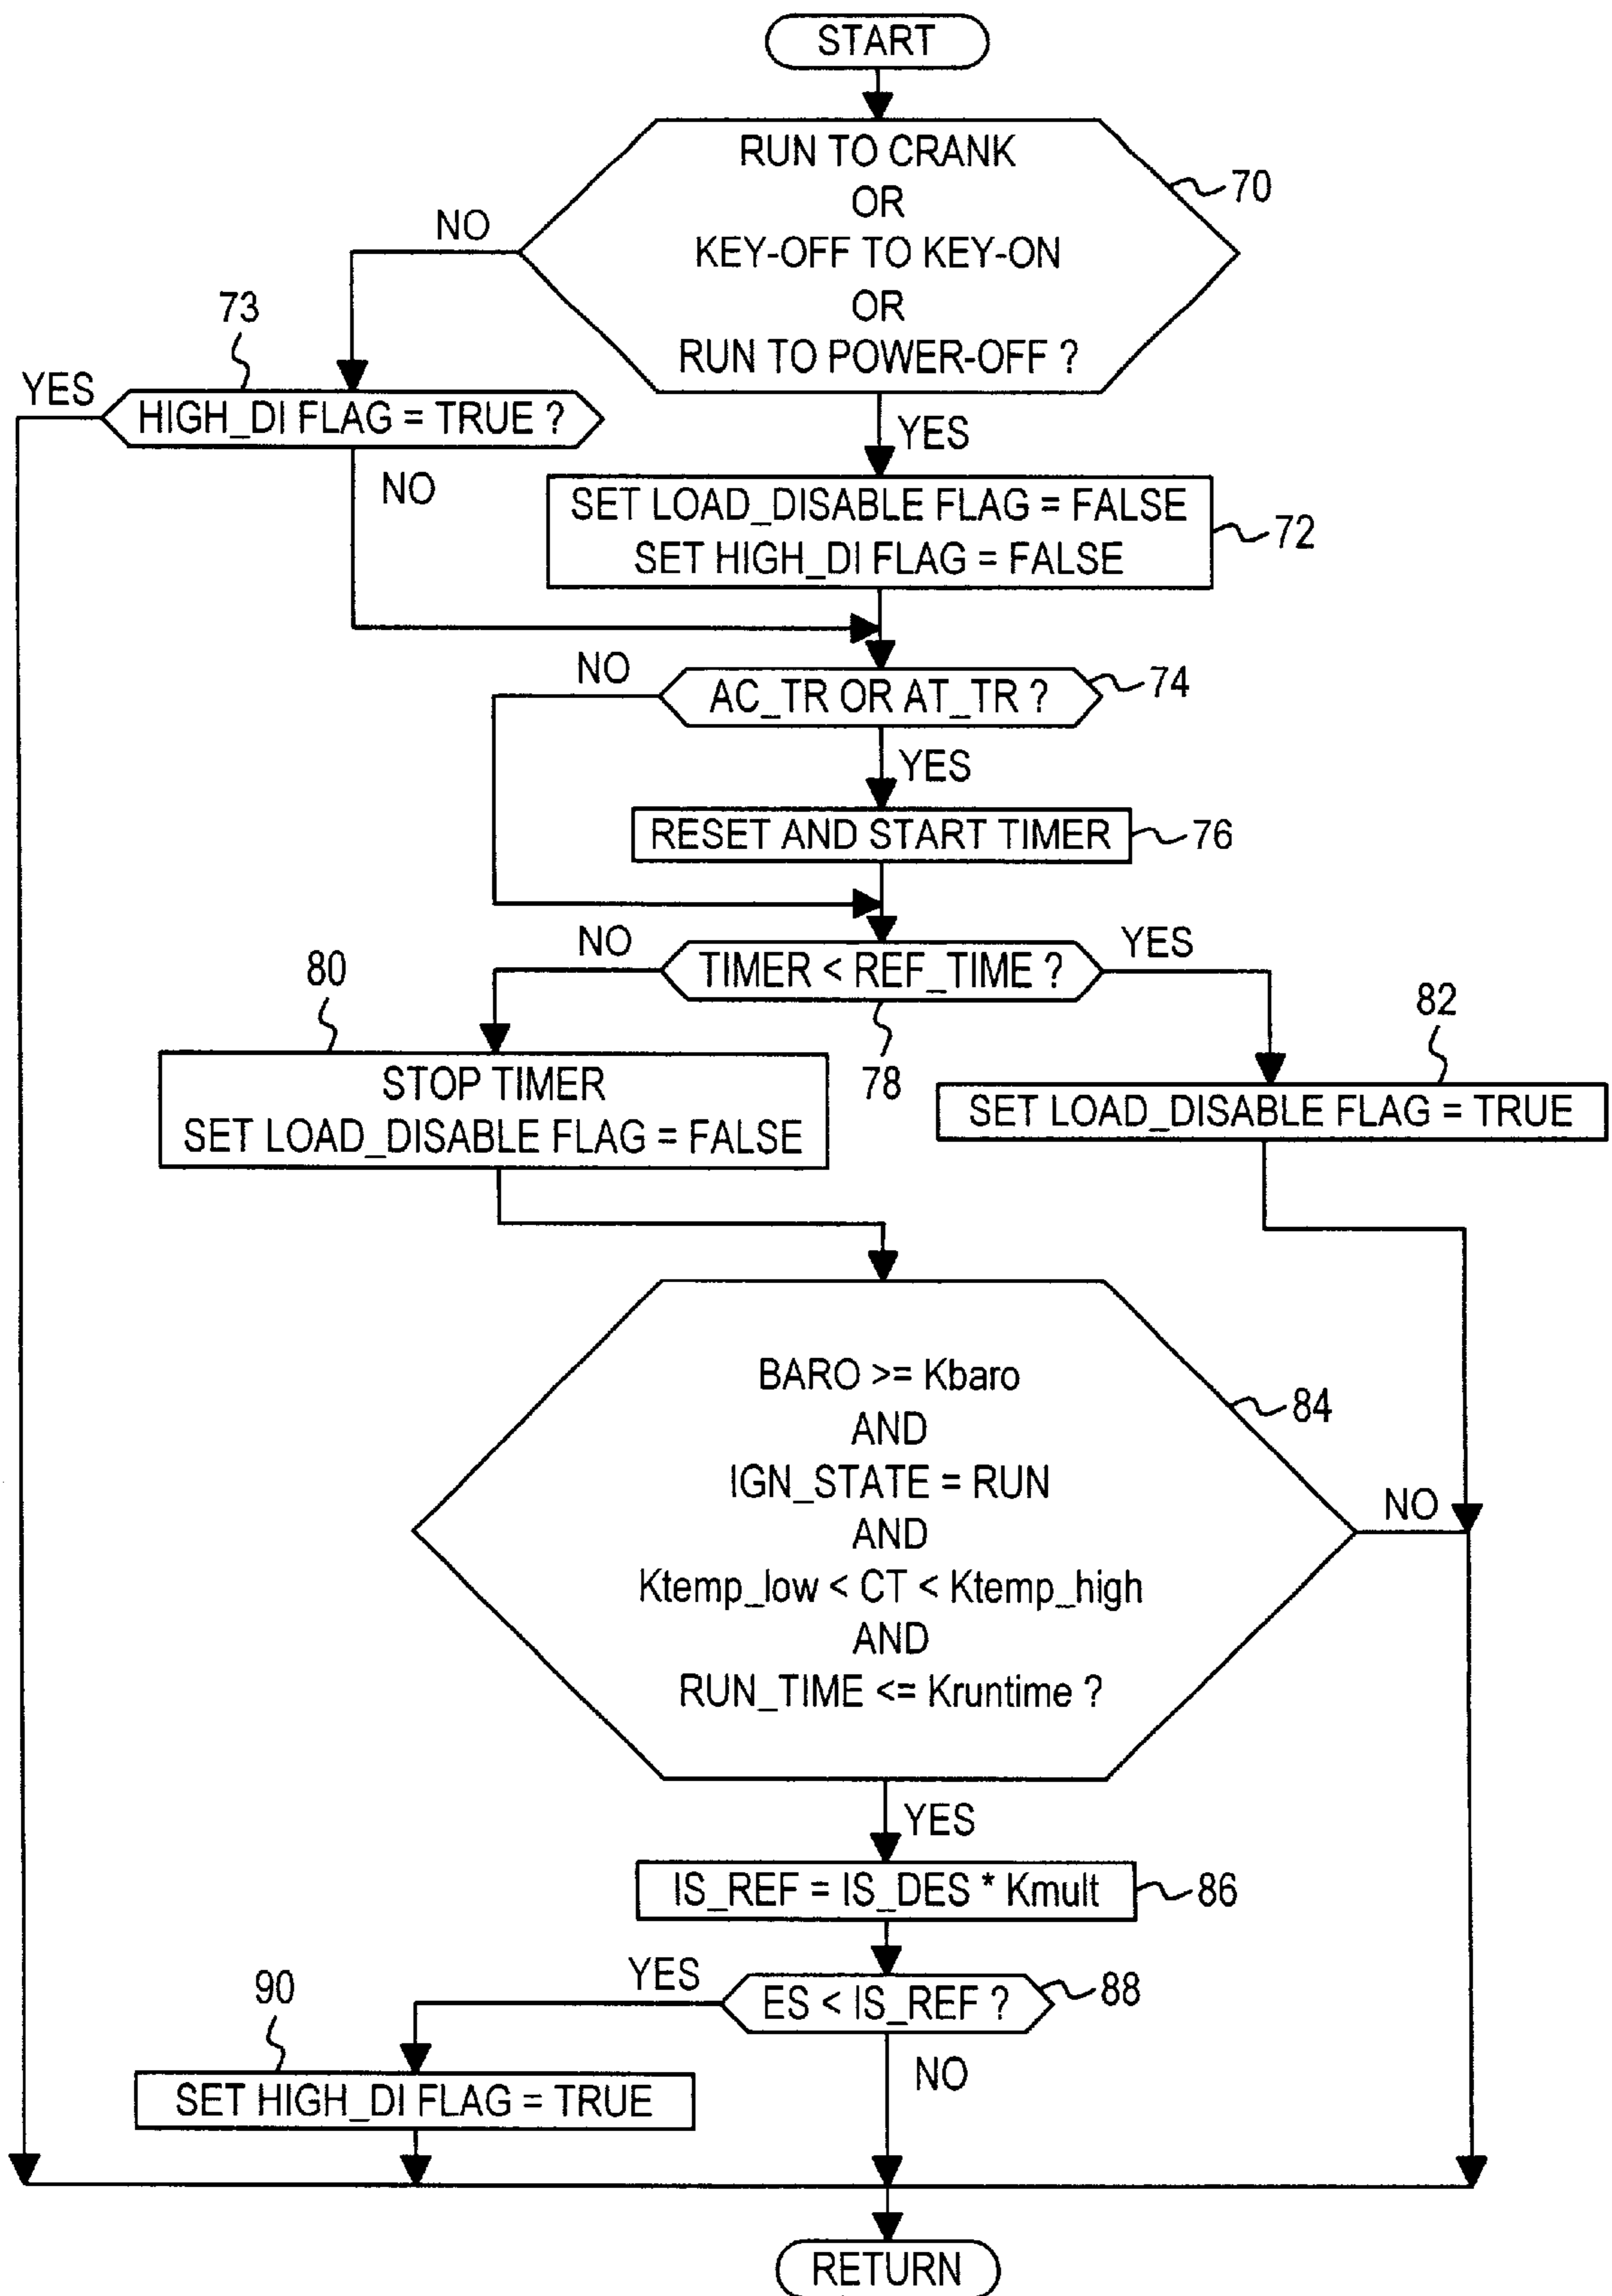 START
RUN TO CRANK
OR
KEY-OFF TO KEY-ON
OR
RUN TO POWER-OFF ?
70
NO
YES
73
HIGH_DI FLAG = TRUE ?
YES
NO
SET LOAD_DISABLE FLAG = FALSE
SET HIGH_DI FLAG = FALSE
72
AC_TR OR AT_TR ?
74
NO
YES
RESET AND START TIMER
76
TIMER < REF_TIME ?
78
NO
YES
80
STOP TIMER
SET LOAD_DISABLE FLAG = FALSE
82
SET LOAD_DISABLE FLAG = TRUE
BARO >= Kbaro
AND
IGN_STATE = RUN
AND
Ktemp_low < CT < Ktemp_high
AND
RUN_TIME <= Kruntime ?
84
NO
YES
IS_REF = IS_DES * Kmult
86
ES < IS_REF ?
88
YES
NO
90
SET HIGH_DI FLAG = TRUE
RETURN